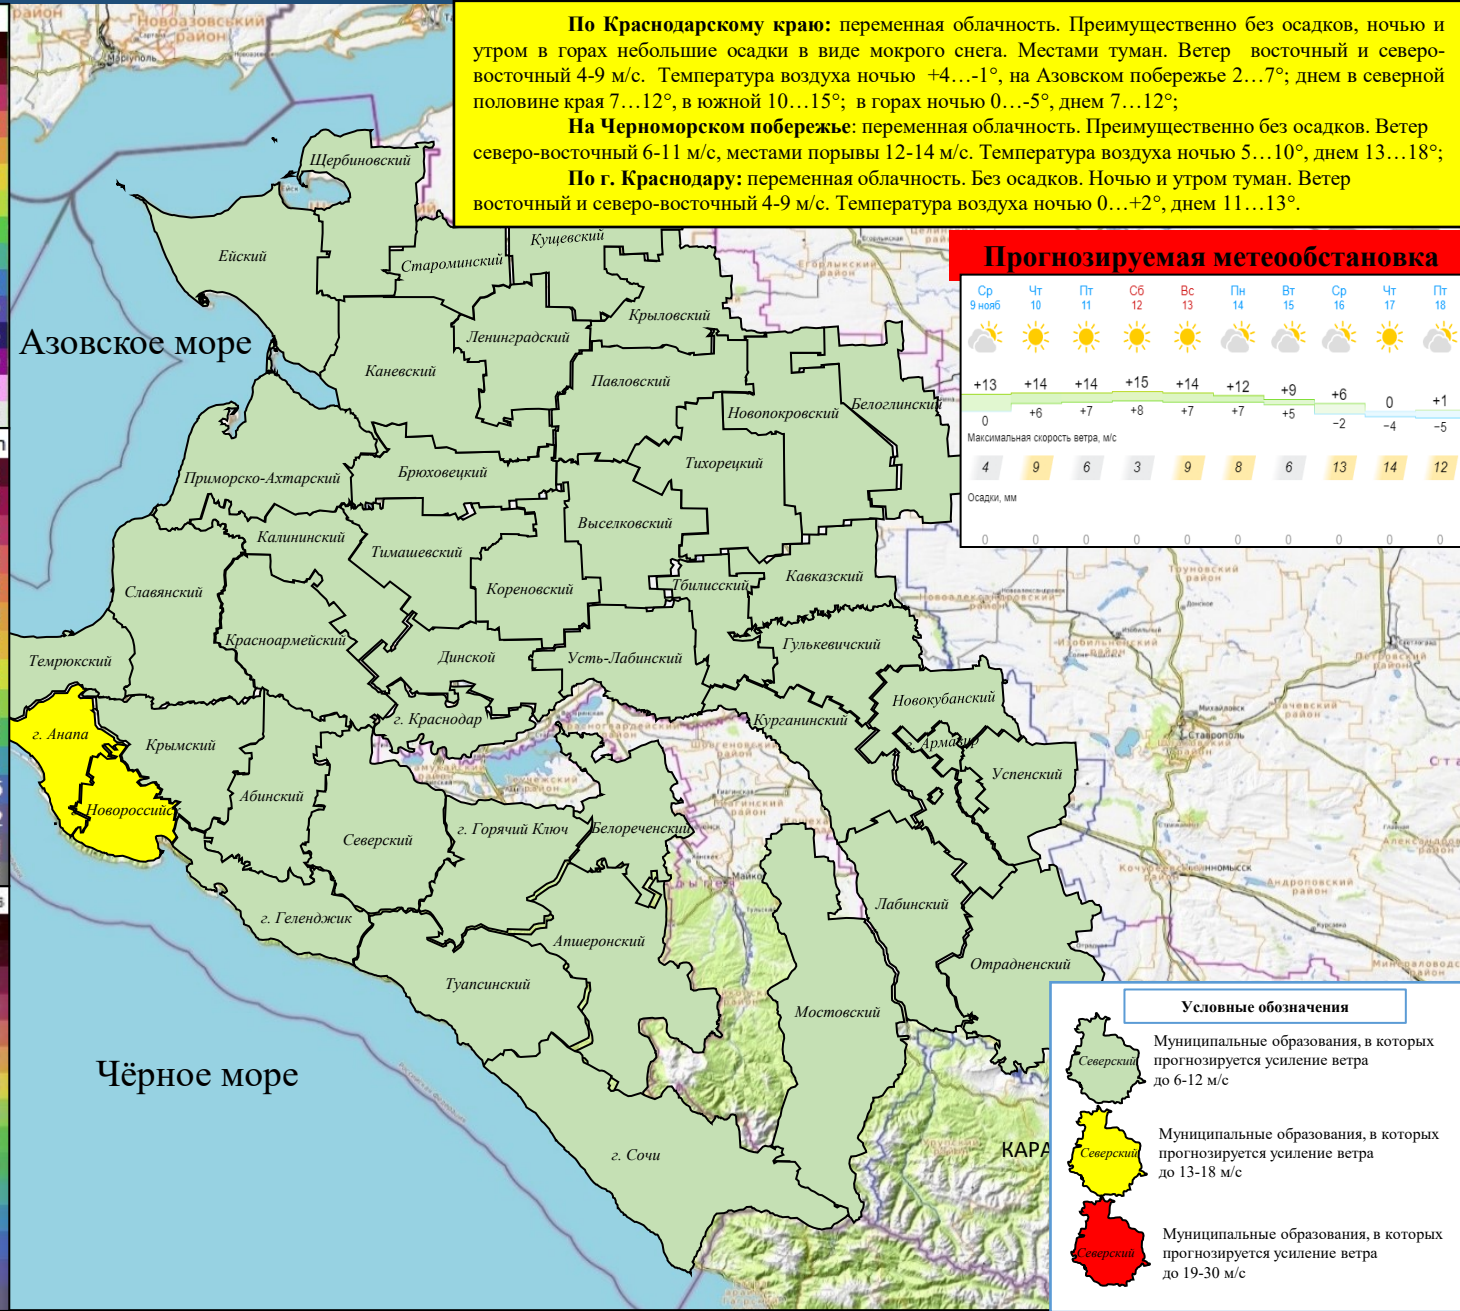 По Краснодарскому краю: переменная облачность. Преимущественно без осадков, ночью и
утром в горах небольшие осадки в виде мокрого снега. Местами туман. Ветер восточный и северо-
восточный 4-9 м/с. Температура воздуха ночью +4…-1°, на Азовском побережье 2…7°; днем в северной
половине края 7…12°, в южной 10…15°; в горах ночью 0…-5°, днем 7…12°;
На Черноморском побережье: переменная облачность. Преимущественно без осадков. Ветер
северо-восточный 6-11 м/с, местами порывы 12-14 м/с. Температура воздуха ночью 5…10°, днем 13…18°;
По г. Краснодару: переменная облачность. Без осадков. Ночью и утром туман. Ветер
восточный и северо-восточный 4-9 м/с. Температура воздуха ночью 0…+2°, днем 11…13°.
Прогнозируемая метеообстановка
Ср Чт Пт Сб Вс Пн Вт Ср Чт Пт
9 нояб 10 11 12 13 14 15 16 17 18
+13 +14 +14 +15 +14 +12 +9 +6 0 +1
0 +6 +7 +8 +7 +7 +5 −2 −4 −5
Максимальная скорость ветра, м/с
4 9 6 3 9 8 6 13 14 12
Осадки, мм
0 0 0 0 0 0 0 0 0 0
Щербиновский
Ейский
Староминский
Кущевский
Азовское море
Ленинградский
Крыловский
Каневский
Павловский
Новопокровский
Белоглинский
Приморско-Ахтарский
Брюховецкий
Тихорецкий
Калининский
Тимашевский
Выселковский
Славянский
Кореновский
Тбилисский
Кавказский
Красноармейский
Динской
Усть-Лабинский
Гулькевичский
Темрюкский
г. Краснодар
Курганинский
Новокубанский
г. Анапа
Крымский
г. Армавир
Успенский
Новороссийск
Абинский
Северский
г. Горячий Ключ
Белореченский
г. Геленджик
Апшеронский
Лабинский
Туапсинский
Мостовский
Отрадненский
Чёрное море
г. Сочи
КАРА
Ставрополь
Михайловск
Условные обозначения
Северский
Муниципальные образования, в которых
прогнозируется усиление ветра
до 6-12 м/с
Северский
Муниципальные образования, в которых
прогнозируется усиление ветра
до 13-18 м/с
Северский
Муниципальные образования, в которых
прогнозируется усиление ветра
до 19-30 м/с